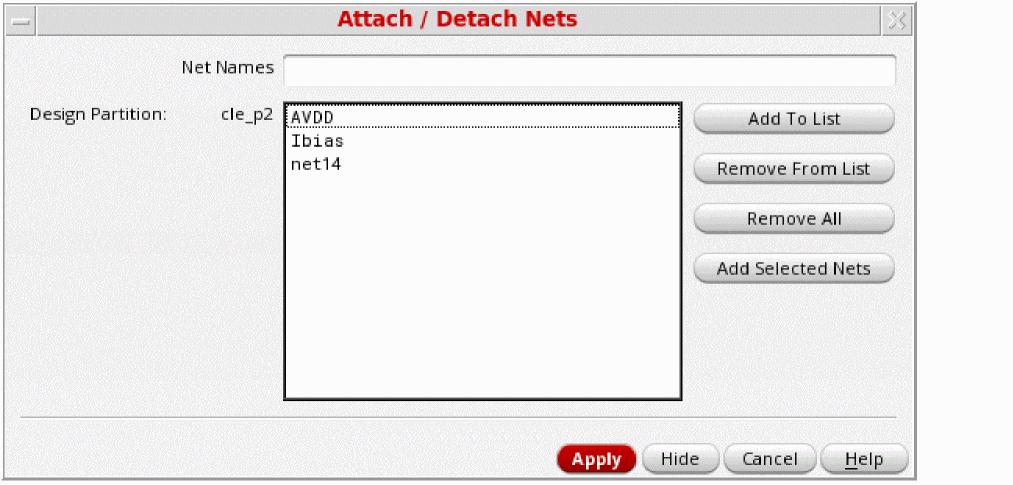 Attach / Detach Nets
Net Names
Design Partition: cle_p2
AVDD
Ibias
net14
Add To List
Remove From List
Remove All
Add Selected Nets
Apply Hide Cancel Help